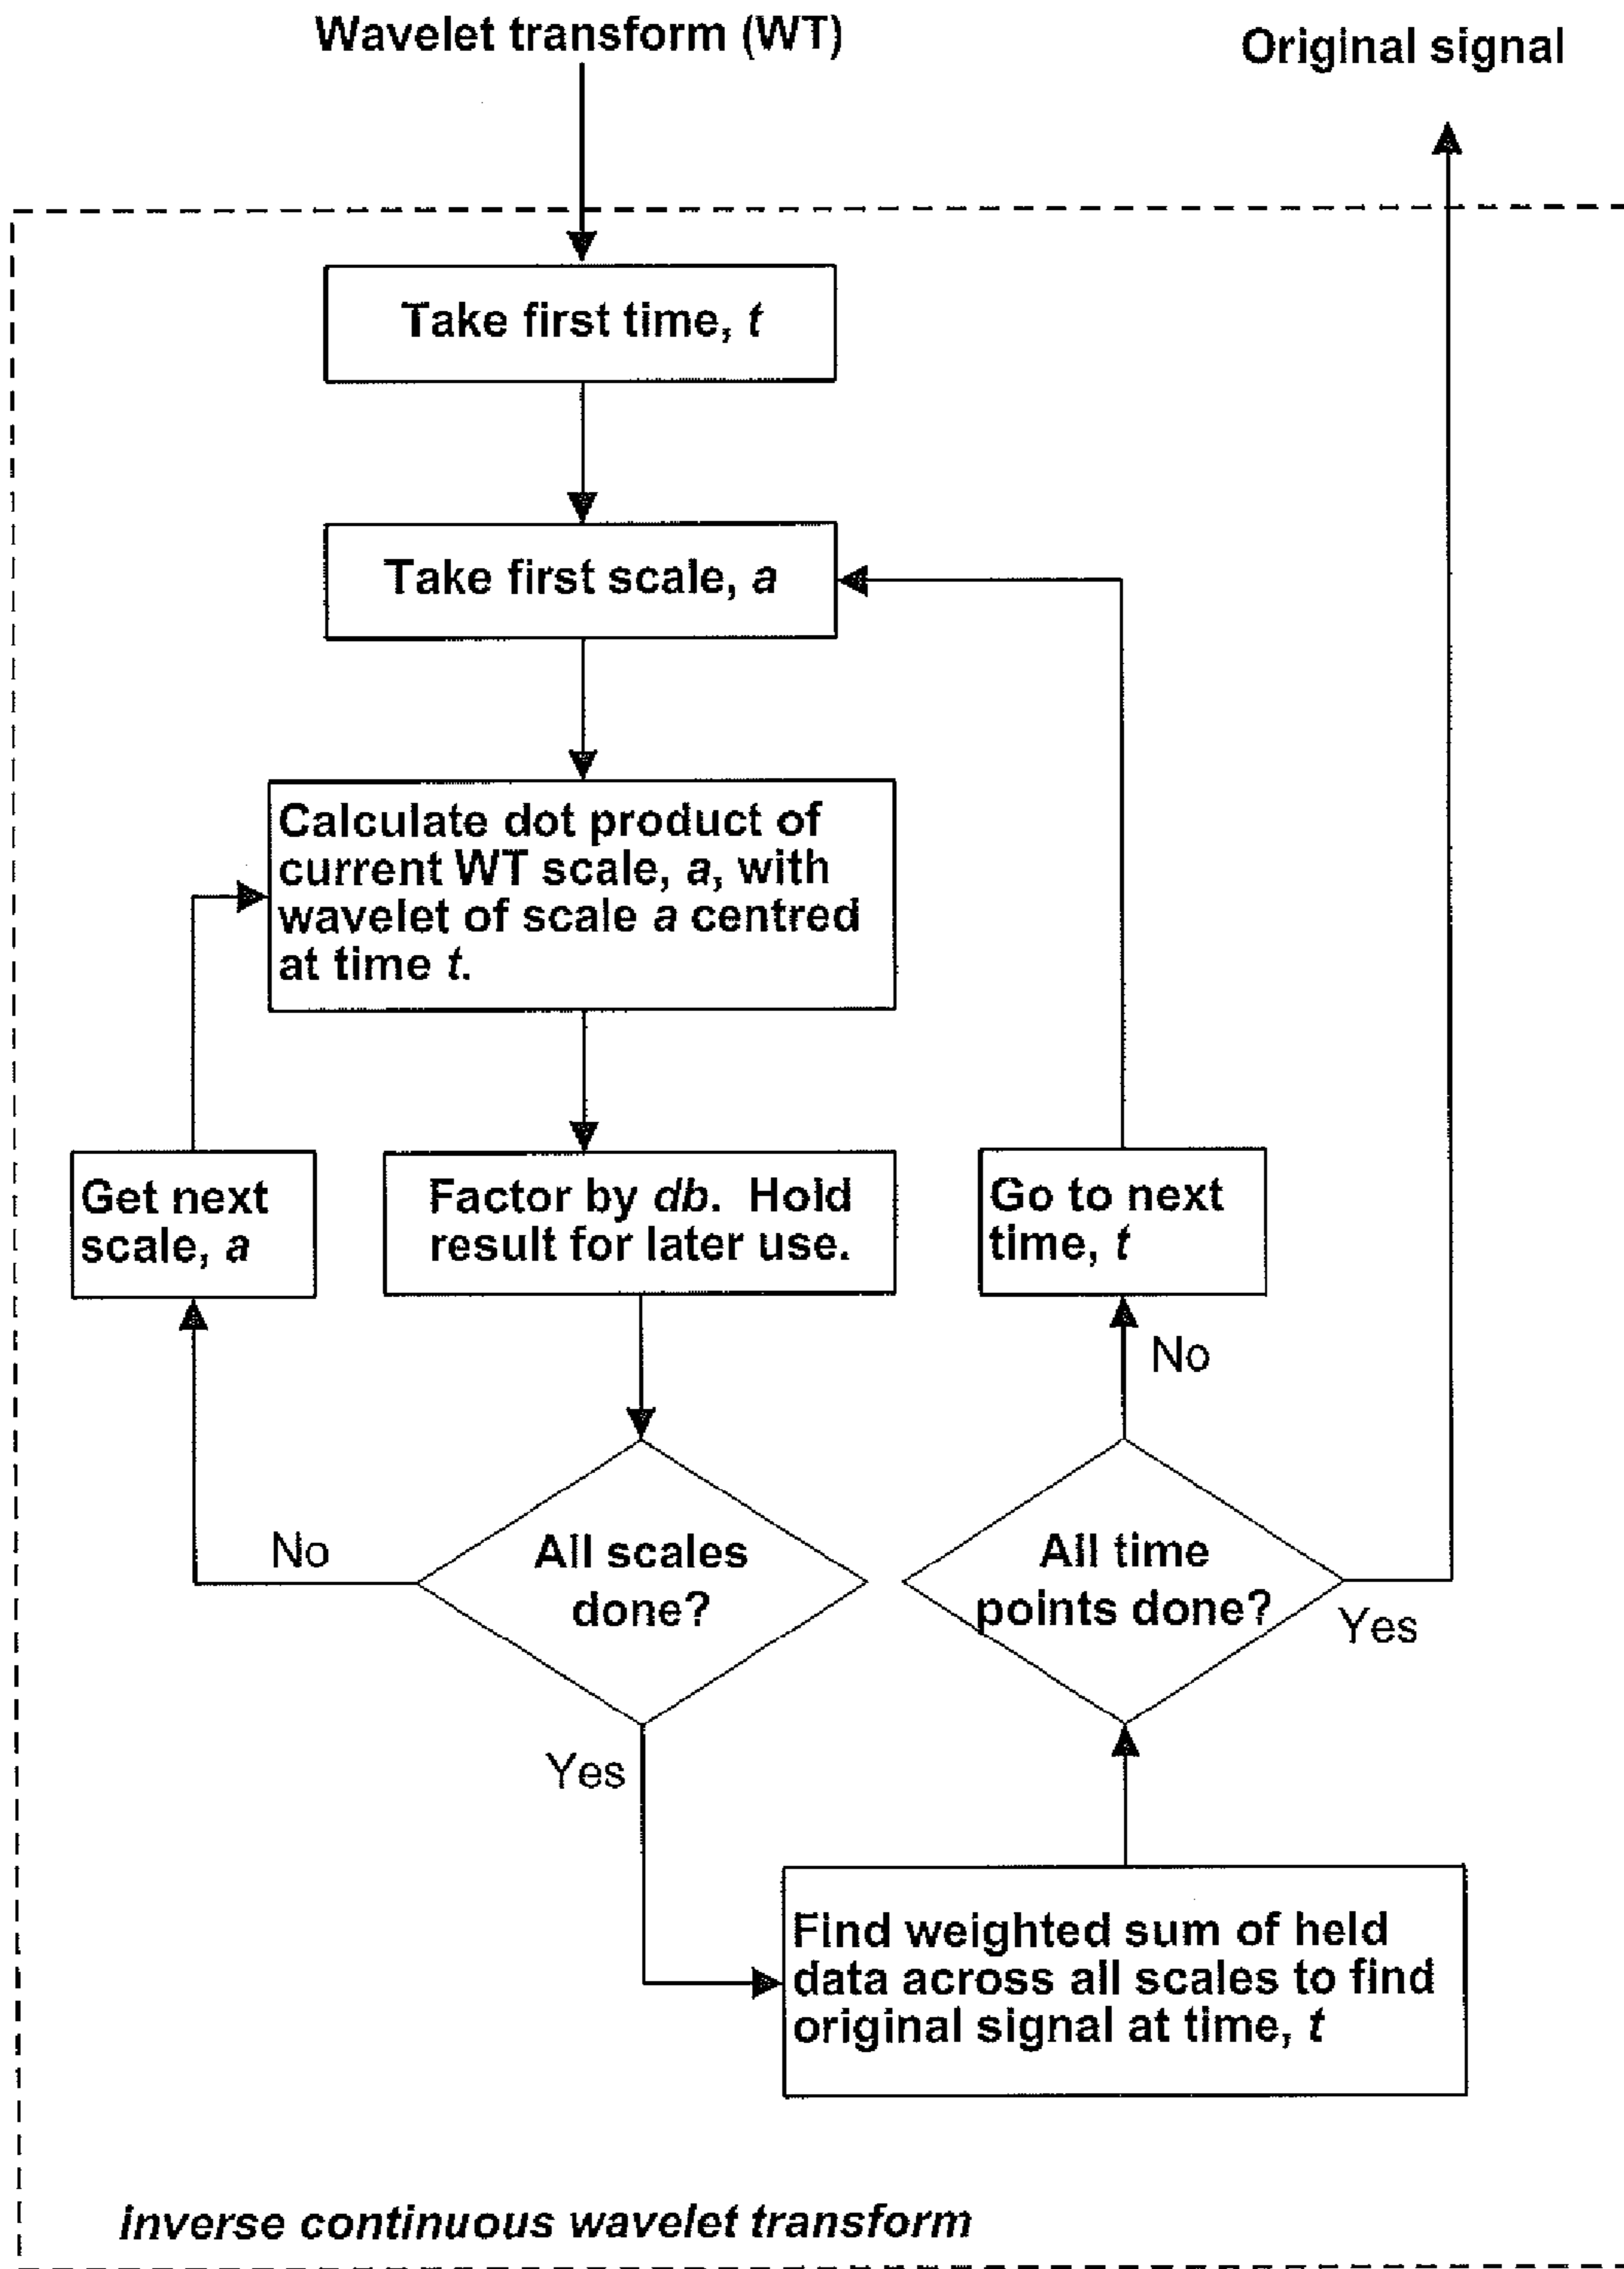 Wavelet transform (WT)
Original signal
Take first time, t
Take first scale, a
Calculate dot product of
current WT scale, a, with
wavelet of scale a centred
at time t.
Get next
scale, a
Factor by db. Hold
result for later use.
Go to next
time, t
No
No
All scales
done?
All time
points done?
Yes
Yes
Find weighted sum of held
data across all scales to find
original signal at time, t
Inverse continuous wavelet transform